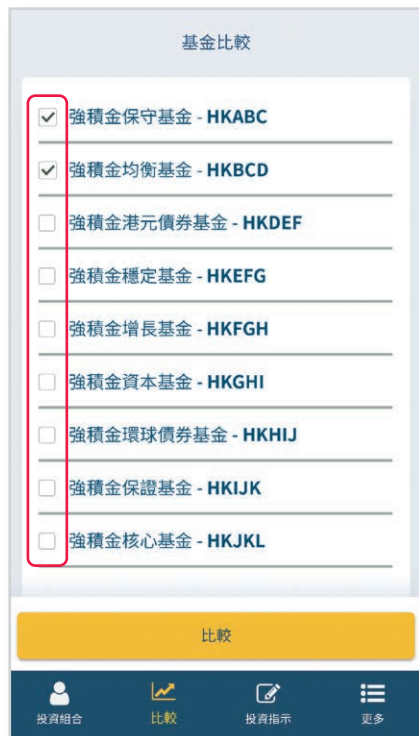 基金比較
強積金保守基金 - HKABC
強積金均衡基金 - HKBCD
強積金港元債券基金 - HKDEF
強積金穩定基金 - HKEFG
強積金增長基金 - HKFGH
強積金資本基金 - HKGHI
強積金環球債券基金 - HKHIJ
強積金保證基金 - HKIJK
強積金核心基金 - HKJKL
比較
投資組合 比較 投資指示 更多